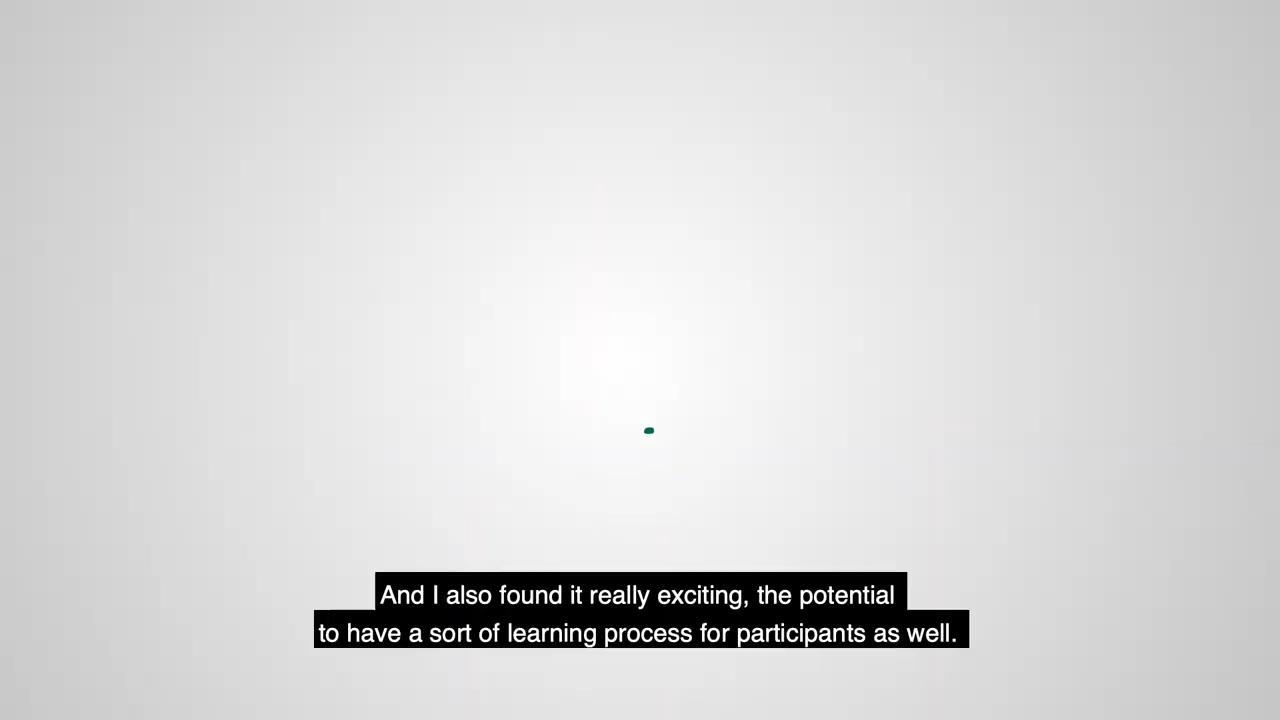 And I also found it really exciting, the potential
to have a sort of learning process for participants as well.